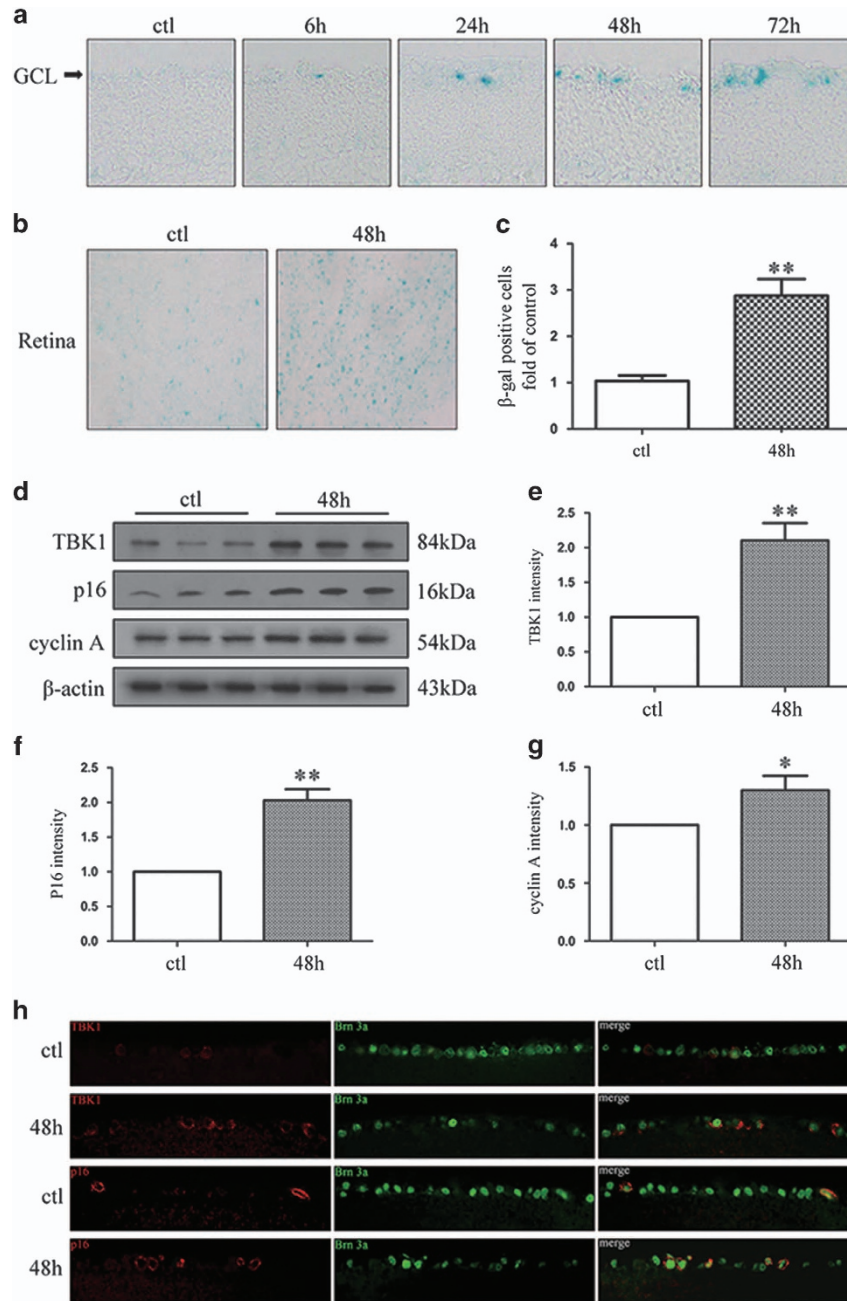 a
ctl 6h 24h 48h 72h
GCL
b
ctl 48h
Retina
c
β-gal positive cells
fold of control
4
3
2
1
0
**
ctl 48h
d
ctl 48h
TBK1 84kDa
p16 16kDa
cyclin A 54kDa
β-actin 43kDa
e
TBK1 intensity
2.5
2.0
1.5
1.0
0.5
0.0
**
ctl 48h
f
P16 intensity
2.5
2.0
1.5
1.0
0.5
0.0
**
ctl 48h
g
cyclin A intensity
1.5
1.0
0.5
0.0
*
ctl 48h
h
ctl TBK1 Brn 3a merge
48h TBK1 Brn 3a merge
ctl p16 Brn 3a merge
48h p16 Brn 3a merge